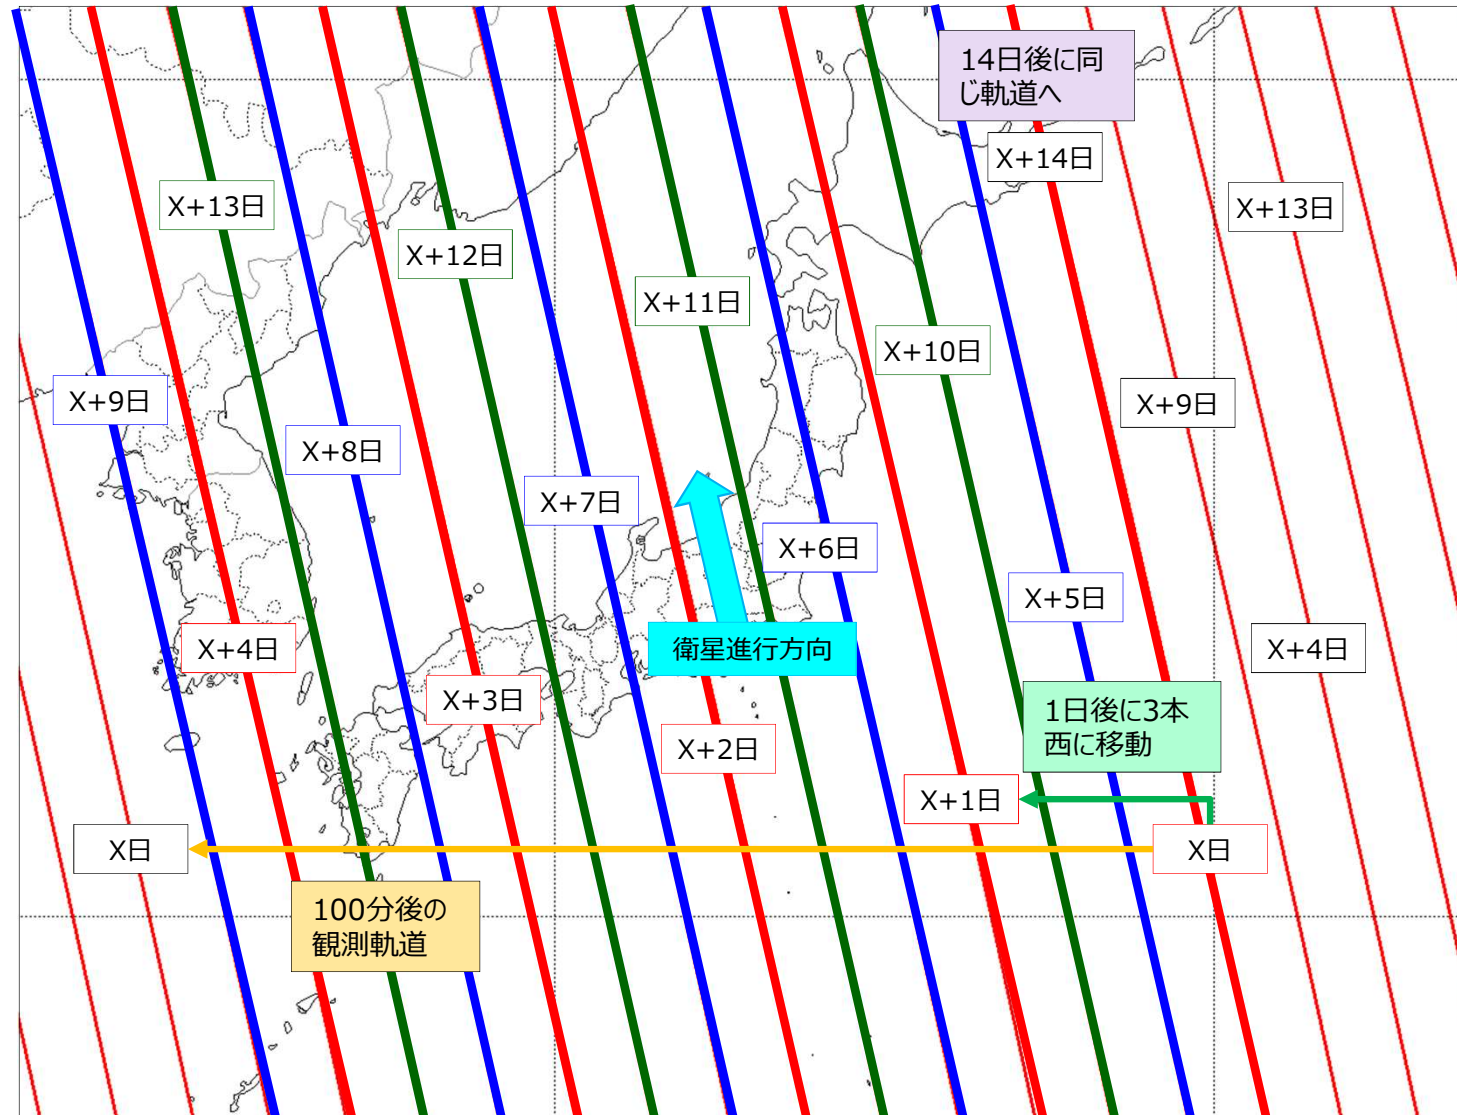 14日後に同
じ軌道へ
X+14日
X+13日
X+13日
X+12日
X+11日
X+10日
X+9日
X+9日
X+8日
X+7日
X+6日
X+5日
衛星進行方向
X+4日
X+4日
X+3日
X+2日
1日後に3本
西に移動
X+1日
X日
X日
100分後の
観測軌道